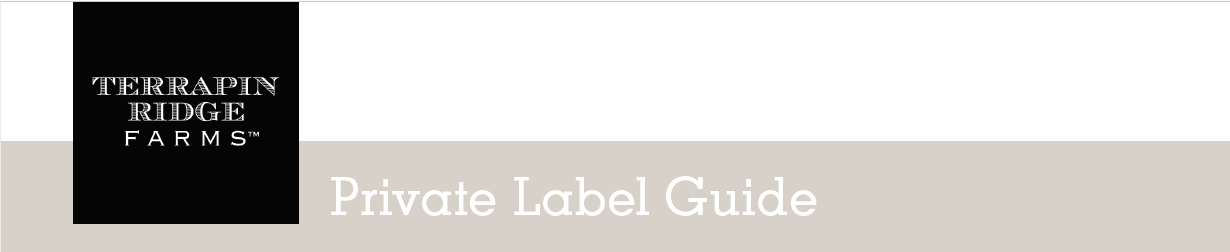 TERRAPIN
RIDGE
FARMS™
Private Label Guide